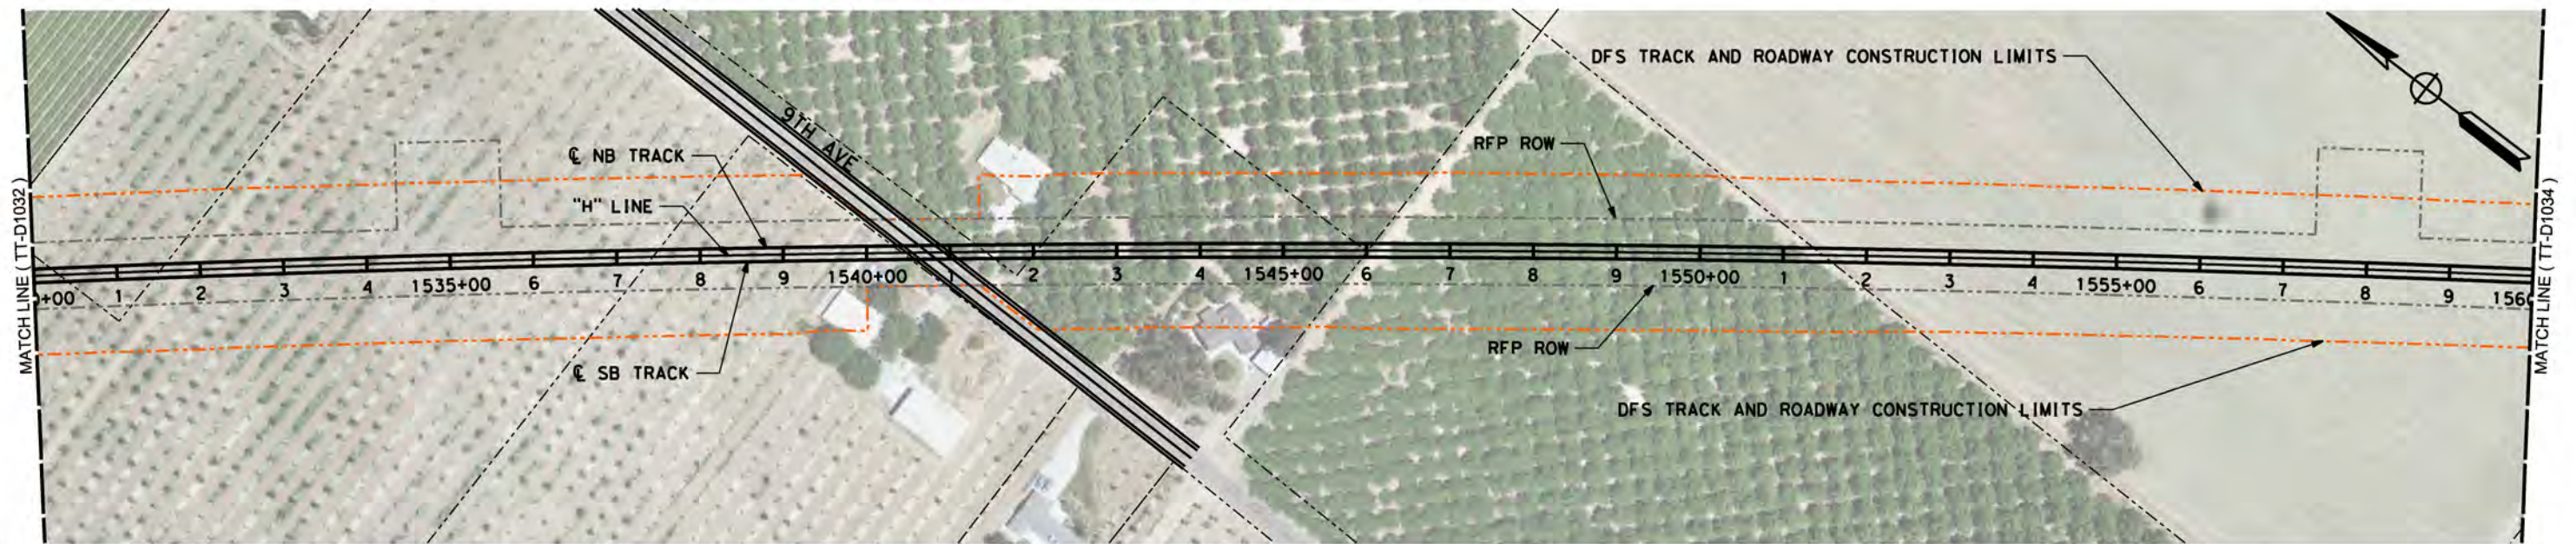 DFS TRACK AND ROADWAY CONSTRUCTION LIMITS
9TH AVE
RFP ROW
℄ NB TRACK
"H" LINE
MATCH LINE ( TT-D1032 )
MATCH LINE ( TT-D1034 )
+00 1 2 3 4 1535+00 6 7 8 9 1540+00 1 2 3 4 1545+00 6 7 8 9 1550+00 1 2 3 4 1555+00 6 7 8 9 156
RFP ROW
℄ SB TRACK
DFS TRACK AND ROADWAY CONSTRUCTION LIMITS